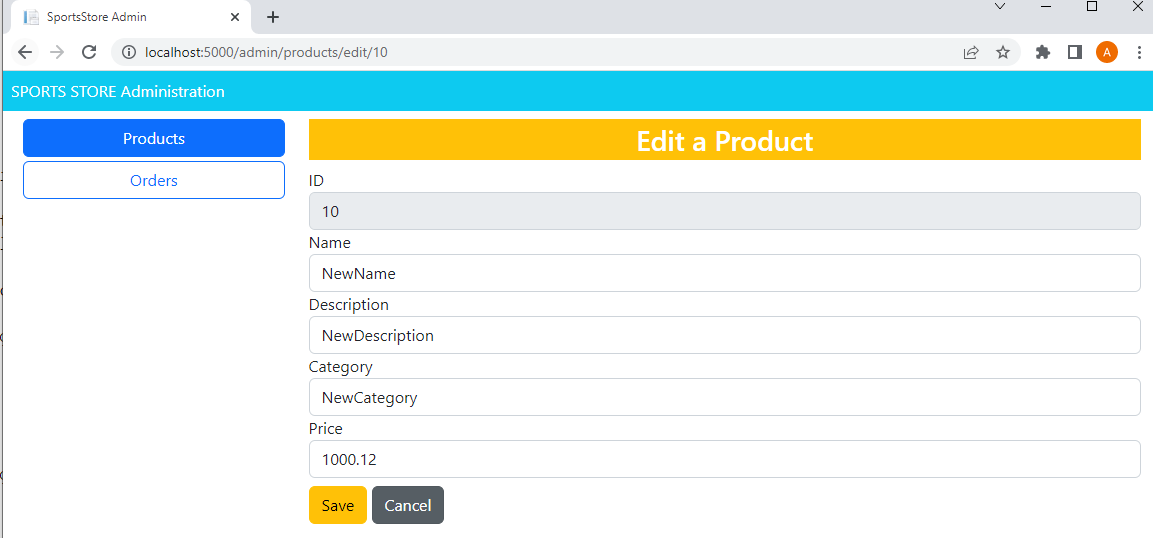 SportsStore Admin
localhost:5000/admin/products/edit/10
A
SPORTS STORE Administration
Products
Orders
Edit a Product
ID
10
Name
NewName
Description
NewDescription
Category
NewCategory
Price
1000.12
Save
Cancel